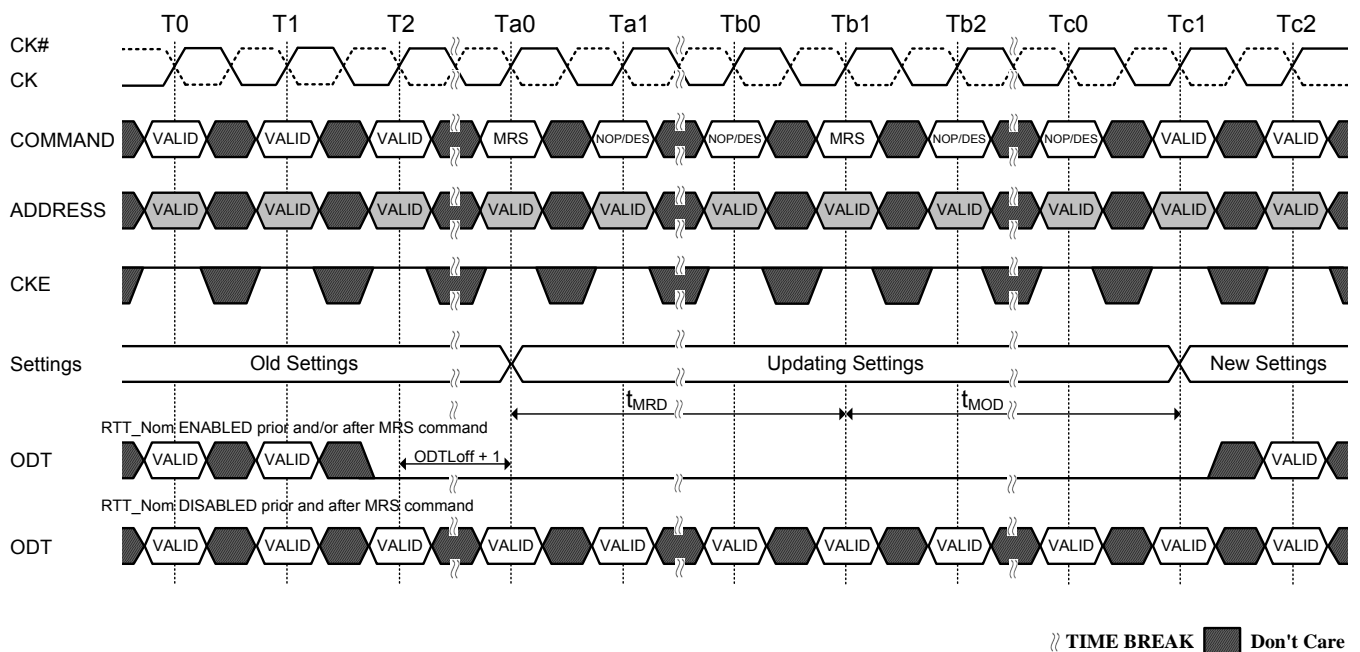 T0 T1 T2 Ta0 Ta1 Tb0 Tb1 Tb2 Tc0 Tc1 Tc2
CK#
CK
COMMAND VALID VALID VALID MRS NOP/DES NOP/DES MRS NOP/DES NOP/DES VALID VALID
ADDRESS VALID VALID VALID VALID VALID VALID VALID VALID VALID VALID VALID
CKE
Settings Old Settings Updating Settings New Settings
tMRD tMOD
RTT_Nom ENABLED prior and/or after MRS command
ODT VALID VALID ODTLoff + 1 VALID
RTT_Nom DISABLED prior and after MRS command
ODT VALID VALID VALID VALID VALID VALID VALID VALID VALID VALID VALID
TIME BREAK Don't Care